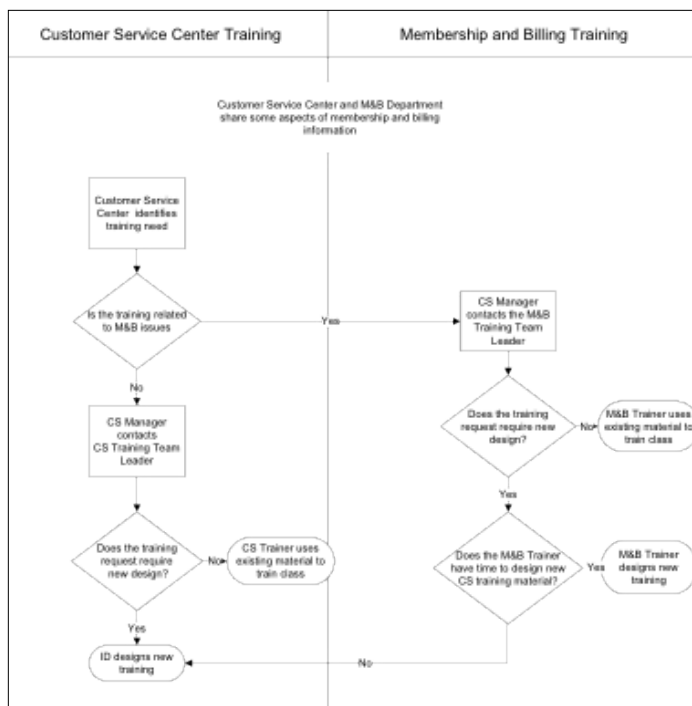 Customer Service Center Training
Membership and Billing Training
Customer Service Center and M&B Department
share some aspects of membership and billing
information
Customer Service
Center identifies
training need
Is the training related
to M&B issues
Yes
CS Manager
contacts the M&B
Training Team
Leader
No
CS Manager
contacts
CS Training Team
Leader
Does the training
request require new
design?
No
M&B Trainer uses
existing material to
train class
Yes
Does the training
request require
new design?
No
CS Trainer uses
existing material to
train class
Does the M&B Trainer
have time to design new
CS training material?
Yes
M&B Trainer
designs new
training
Yes
ID designs new
training
No